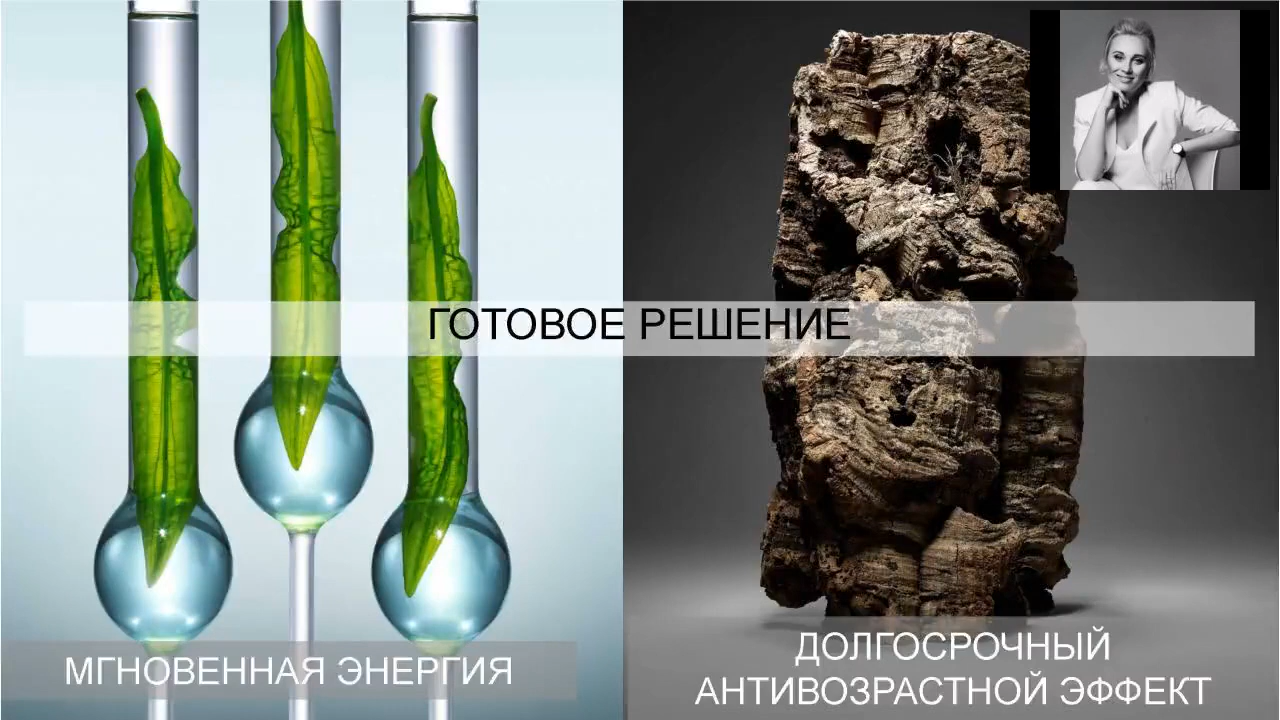 ГОТОВОЕ РЕШЕНИЕ
МГНОВЕННАЯ ЭНЕРГИЯ
ДОЛГОСРОЧНЫЙ
АНТИВОЗРАСТНОЙ ЭФФЕКТ